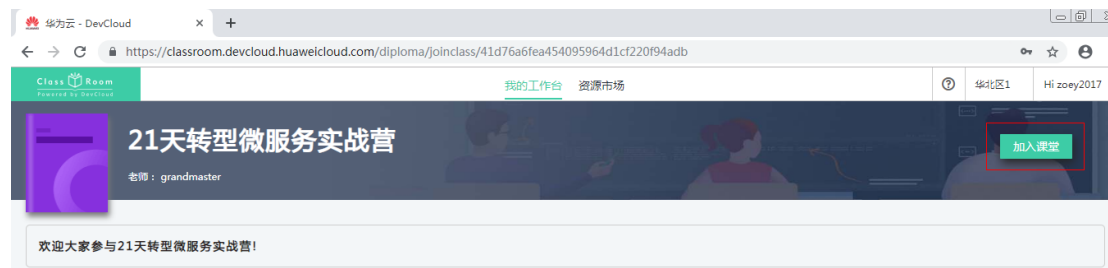 华为云 - DevCloud
https://classroom.devcloud.huaweicloud.com/diploma/joinclass/41d76a6fea454095964d1cf220f94adb
Class Room
Powered by DevCloud
我的工作台 资源市场
华北区1 Hi zoey2017
21天转型微服务实战营
加入课堂
老师： grandmaster
欢迎大家参与21天转型微服务实战营!